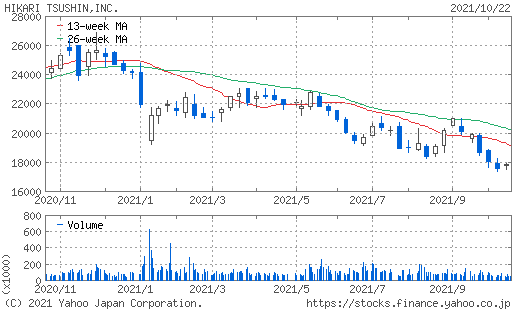 HIKARI TSUSHIN,INC. 2021/10/22
28000
13-week MA
26-week MA
26000
24000
22000
20000
18000
16000
2020/11 2021/1 2021/3 2021/5 2021/7 2021/9
800
Volume
600
400
200
0
(x1000)
2020/11 2021/1 2021/3 2021/5 2021/7 2021/9
(C) 2021 Yahoo Japan Corporation. https://stocks.finance.yahoo.co.jp/